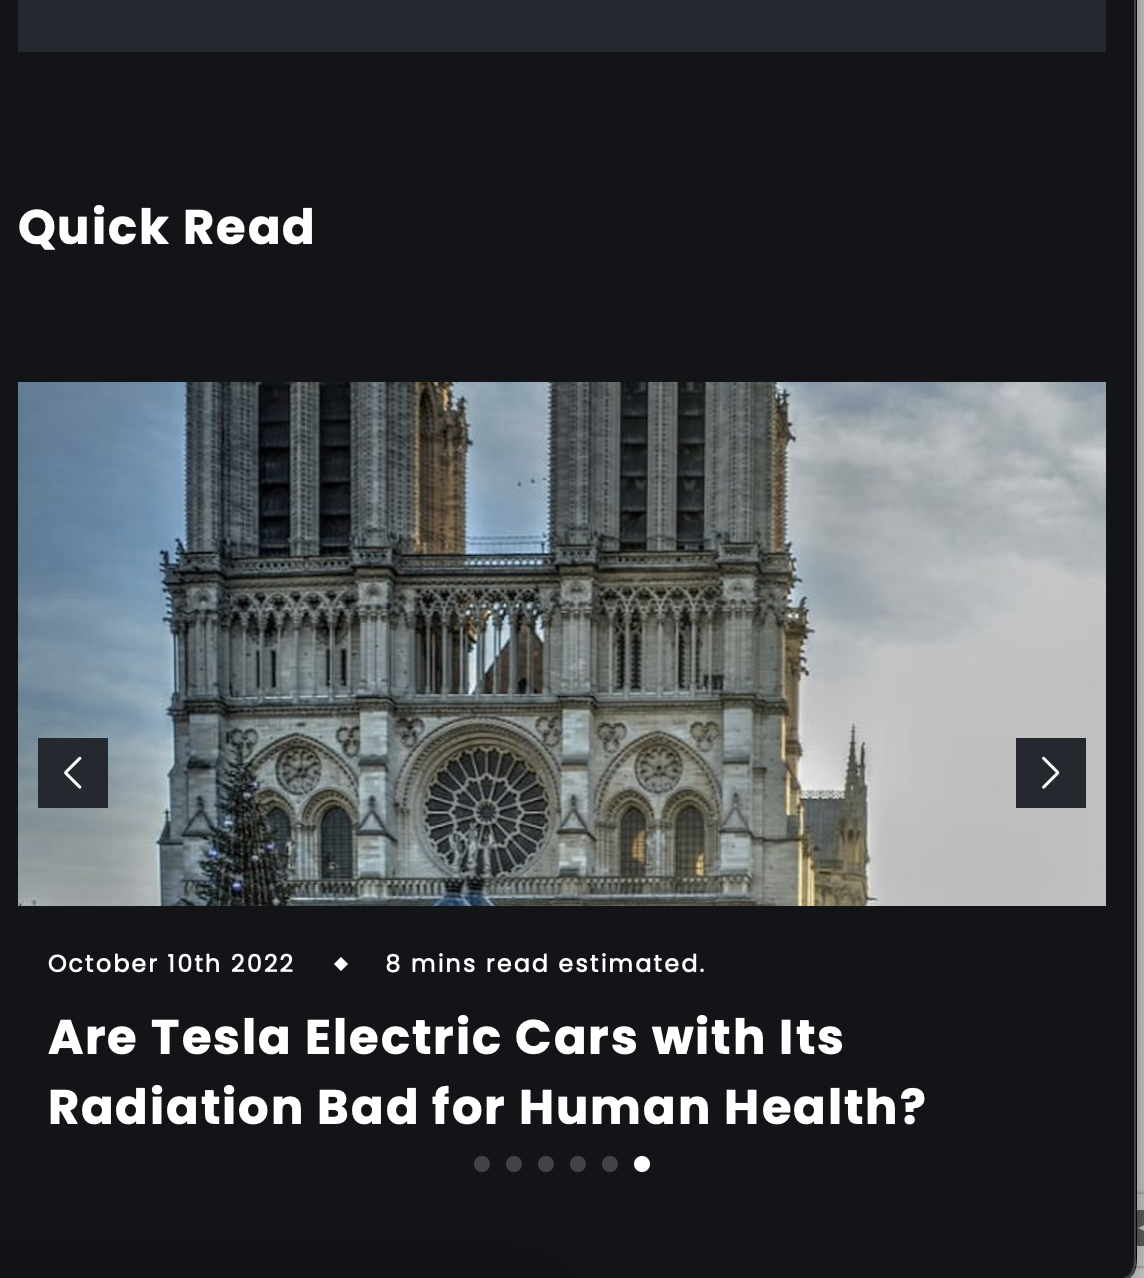 Quick Read
October 10th 2022 ◆ 8 mins read estimated.
Are Tesla Electric Cars with Its
Radiation Bad for Human Health?